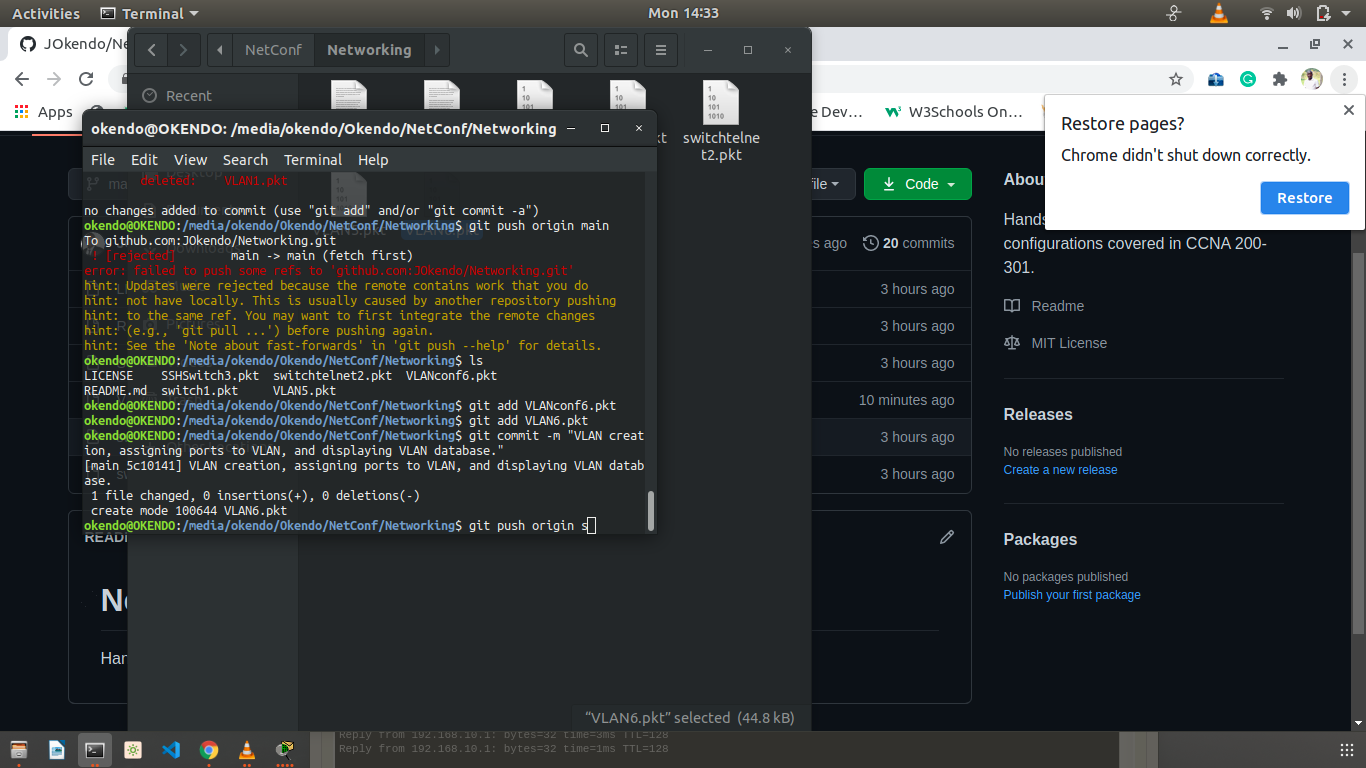 Activities
Terminal
Mon 14:33
JOkendo/Ne
NetConf
Networking
Apps
Recent
e Dev…
W3Schools On…
kt
switchtelne
t2.pkt
Restore pages?
Chrome didn't shut down correctly.
Restore
okendo@OKENDO: /media/okendo/Okendo/NetConf/Networking
File Edit View Search Terminal Help
deleted: VLAN1.pkt
no changes added to commit (use "git add" and/or "git commit -a")
okendo@OKENDO:/media/okendo/Okendo/NetConf/Networking$ git push origin main
To github.com:JOkendo/Networking.git
! [rejected] main -> main (fetch first)
error: failed to push some refs to 'github.com:JOkendo/Networking.git'
hint: Updates were rejected because the remote contains work that you do
hint: not have locally. This is usually caused by another repository pushing
hint: to the same ref. You may want to first integrate the remote changes
hint: (e.g., 'git pull ...') before pushing again.
hint: See the 'Note about fast-forwards' in 'git push --help' for details.
okendo@OKENDO:/media/okendo/Okendo/NetConf/Networking$ ls
LICENSE SSHSwitch3.pkt switchtelnet2.pkt VLANconf6.pkt
README.md switch1.pkt VLAN5.pkt
okendo@OKENDO:/media/okendo/Okendo/NetConf/Networking$ git add VLANconf6.pkt
okendo@OKENDO:/media/okendo/Okendo/NetConf/Networking$ git add VLAN6.pkt
okendo@OKENDO:/media/okendo/Okendo/NetConf/Networking$ git commit -m "VLAN creat
ion, assigning ports to VLAN, and displaying VLAN database."
[main 5c10141] VLAN creation, assigning ports to VLAN, and displaying VLAN datab
ase.
1 file changed, 0 insertions(+), 0 deletions(-)
create mode 100644 VLAN6.pkt
okendo@OKENDO:/media/okendo/Okendo/NetConf/Networking$ git push origin s
file
Code
s ago
20 commits
3 hours ago
3 hours ago
3 hours ago
10 minutes ago
3 hours ago
3 hours ago
Abou
Hands
configurations covered in CCNA 200-
301.
Readme
MIT License
Releases
No releases published
Create a new release
Packages
No packages published
Publish your first package
READ
Ne
Han
“VLAN6.pkt” selected (44.8 kB)
Reply from 192.168.10.1: bytes=32 time=3ms TTL=128
Reply from 192.168.10.1: bytes=32 time=1ms TTL=128